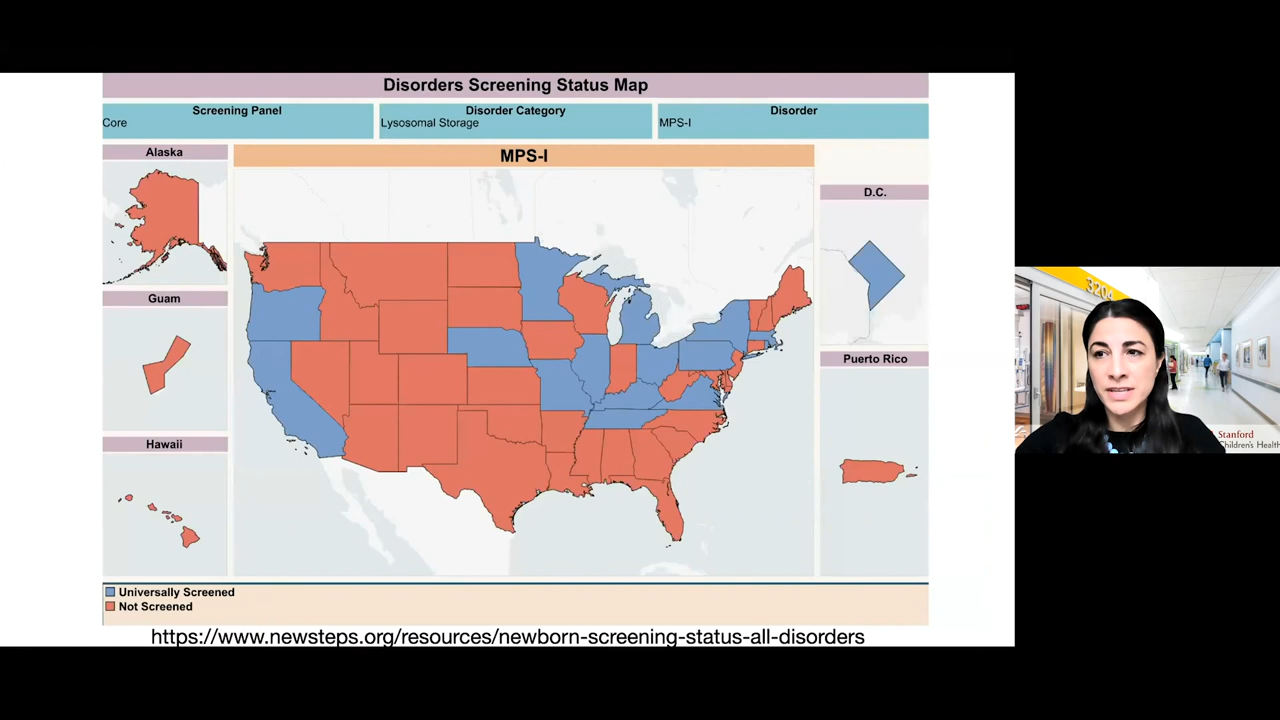 Disorders Screening Status Map
Screening Panel
Core
Disorder Category
Lysosomal Storage
Disorder
MPS-I
Alaska
MPS-I
D.C.
Guam
Puerto Rico
Hawaii
Universally Screened
Not Screened
https://www.newsteps.org/resources/newborn-screening-status-all-disorders
3204
Stanford
Children's Health